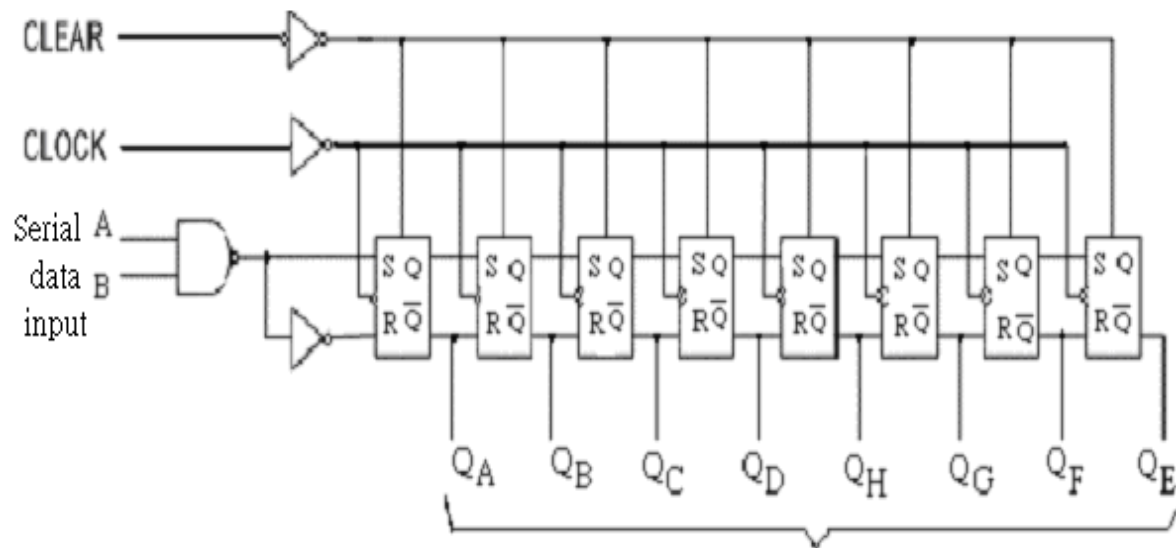 CLEAR
CLOCK
Serial A
data
B
input
S Q S Q S Q S Q S Q S Q S Q S Q
R Q̅ R Q̅ R Q̅ R Q̅ R Q̅ R Q̅ R Q̅ R Q̅
QA QB QC QD QH QG QF QE